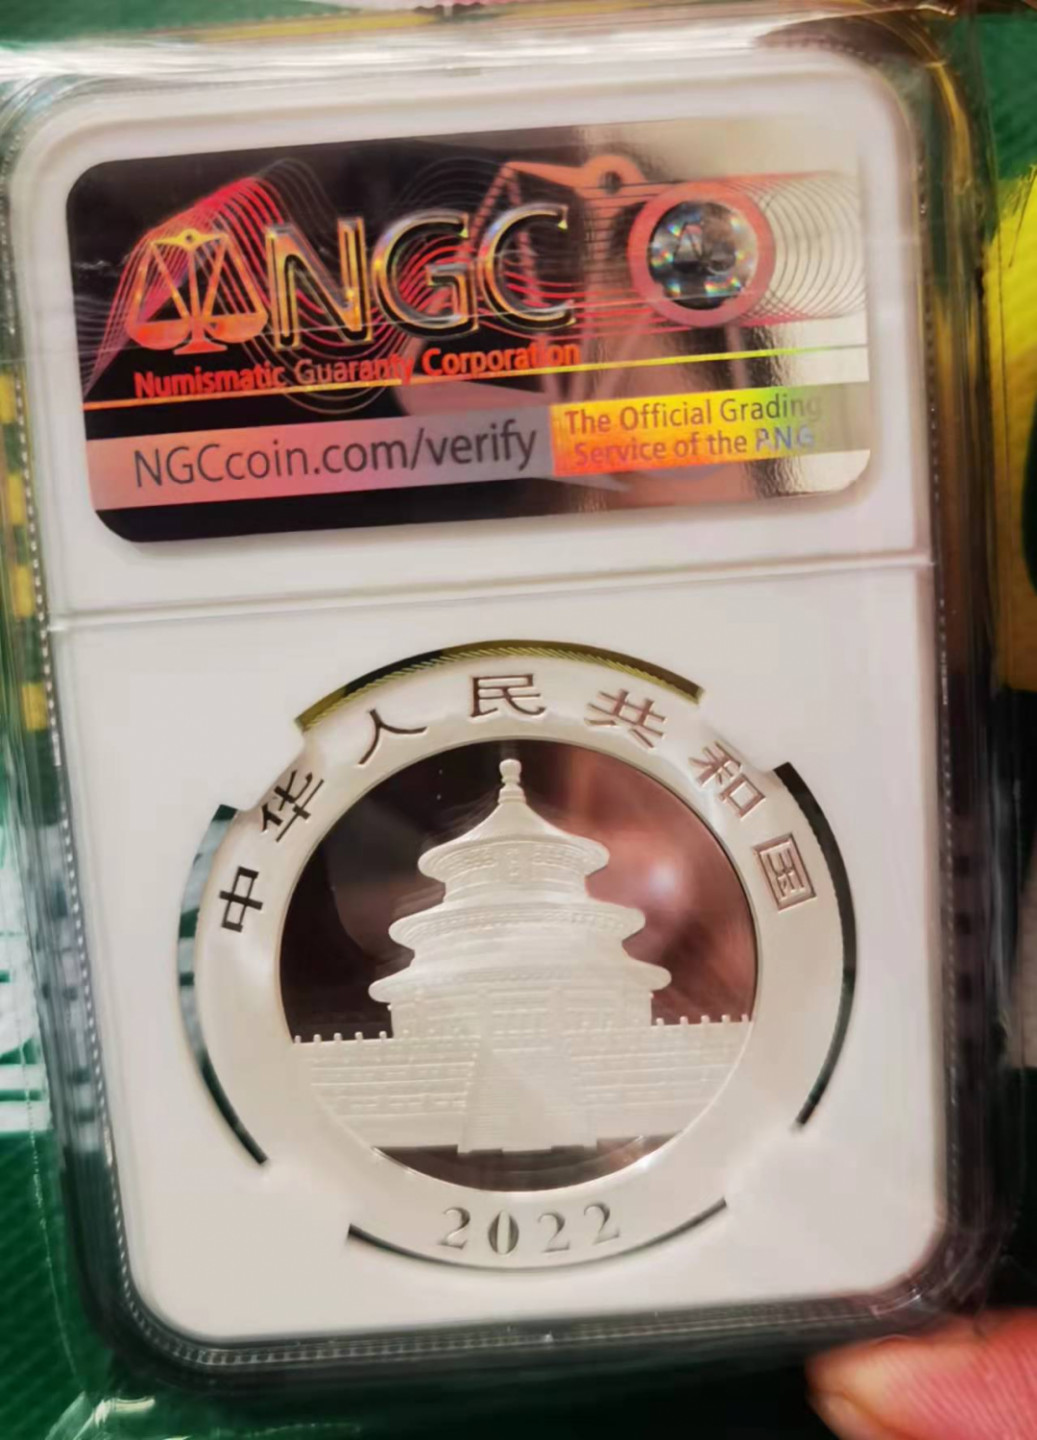 NGC
Numismatic Guaranty Corporation
NGCcoin.com/verify
The Official Grading
Service of the PNG
中华人民共和国
2022